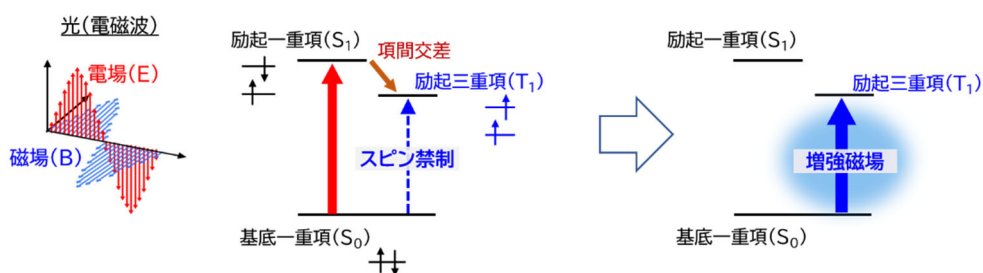 光(電磁波)
電場(E)
磁場(B)
励起一重項(S₁)
項間交差
励起三重項(T₁)
スピン禁制
基底一重項(S₀)
励起一重項(S₁)
励起三重項(T₁)
増強磁場
基底一重項(S₀)